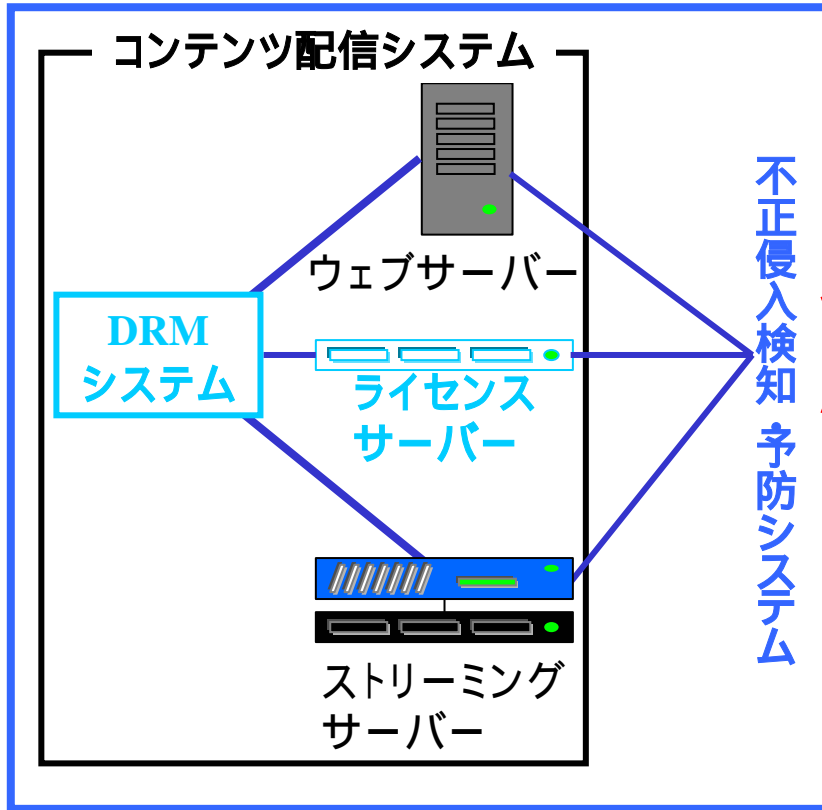 コンテンツ配信システム
ウェブサーバー
DRM
システム
ライセンス
サーバー
ストリーミング
サーバー
不正侵入検知・予防システム